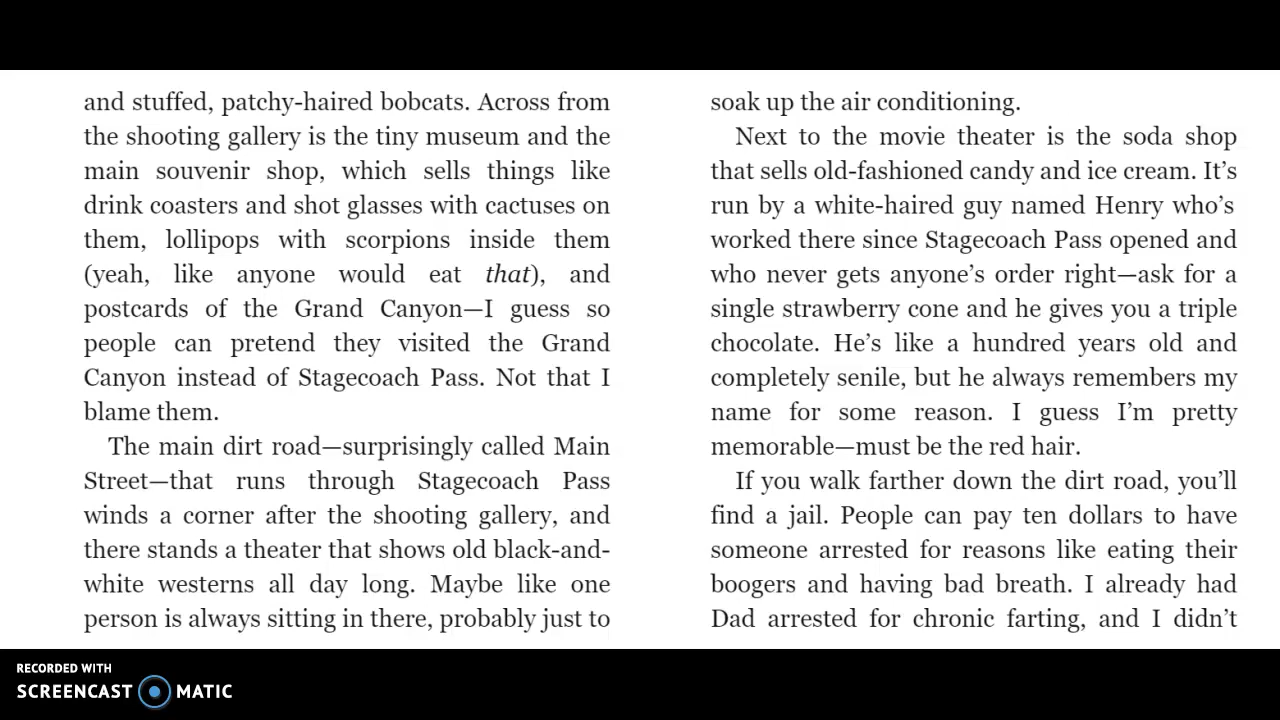 and stuffed, patchy-haired bobcats. Across from
the shooting gallery is the tiny museum and the
main souvenir shop, which sells things like
drink coasters and shot glasses with cactuses on
them, lollipops with scorpions inside them
(yeah, like anyone would eat that), and
postcards of the Grand Canyon—I guess so
people can pretend they visited the Grand
Canyon instead of Stagecoach Pass. Not that I
blame them.
The main dirt road—surprisingly called Main
Street—that runs through Stagecoach Pass
winds a corner after the shooting gallery, and
there stands a theater that shows old black-and-
white westerns all day long. Maybe like one
person is always sitting in there, probably just to
soak up the air conditioning.
Next to the movie theater is the soda shop
that sells old-fashioned candy and ice cream. It’s
run by a white-haired guy named Henry who’s
worked there since Stagecoach Pass opened and
who never gets anyone’s order right—ask for a
single strawberry cone and he gives you a triple
chocolate. He’s like a hundred years old and
completely senile, but he always remembers my
name for some reason. I guess I’m pretty
memorable—must be the red hair.
If you walk farther down the dirt road, you’ll
find a jail. People can pay ten dollars to have
someone arrested for reasons like eating their
boogers and having bad breath. I already had
Dad arrested for chronic farting, and I didn’t
RECORDED WITH
SCREENCAST MATIC